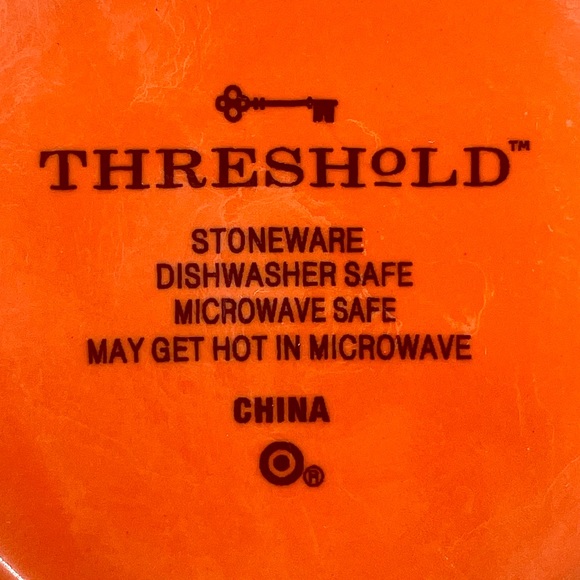 THRESHOLD™
STONEWARE
DISHWASHER SAFE
MICROWAVE SAFE
MAY GET HOT IN MICROWAVE
CHINA
®